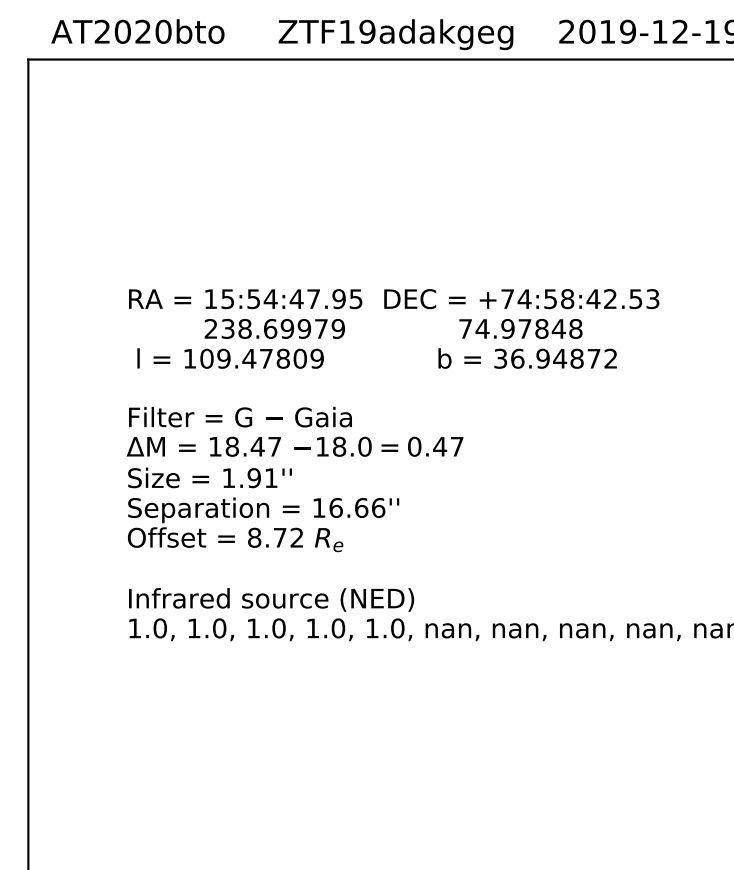 AT2020bto ZTF19adakgeg 2019-12-19
RA = 15:54:47.95 DEC = +74:58:42.53
238.69979 74.97848
l = 109.47809 b = 36.94872
Filter = G − Gaia
ΔM = 18.47 −18.0 = 0.47
Size = 1.91''
Separation = 16.66''
Offset = 8.72 Rₑ
Infrared source (NED)
1.0, 1.0, 1.0, 1.0, 1.0, nan, nan, nan, nan, nan